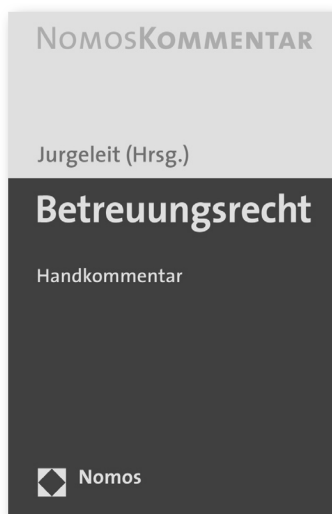 NomosKommentar
Jurgeleit (Hrsg.)
Betreuungsrecht
Handkommentar
Nomos